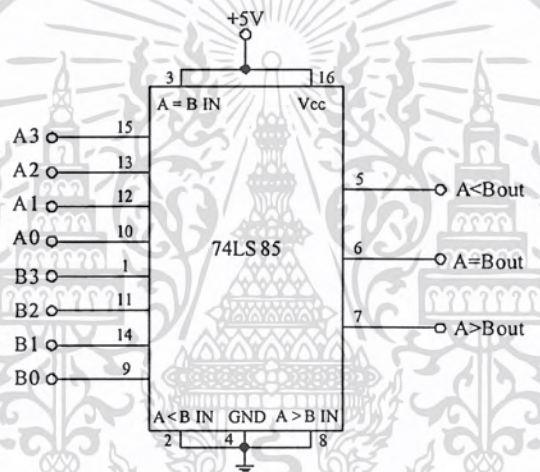 +5V
3 16
A = B IN Vcc
A3 15
A2 13
A1 12
A0 10
B3 1
B2 11
B1 14
B0 9
74LS 85
5 A<Bout
6 A=Bout
7 A>Bout
A < B IN GND A > B IN
2 4 8